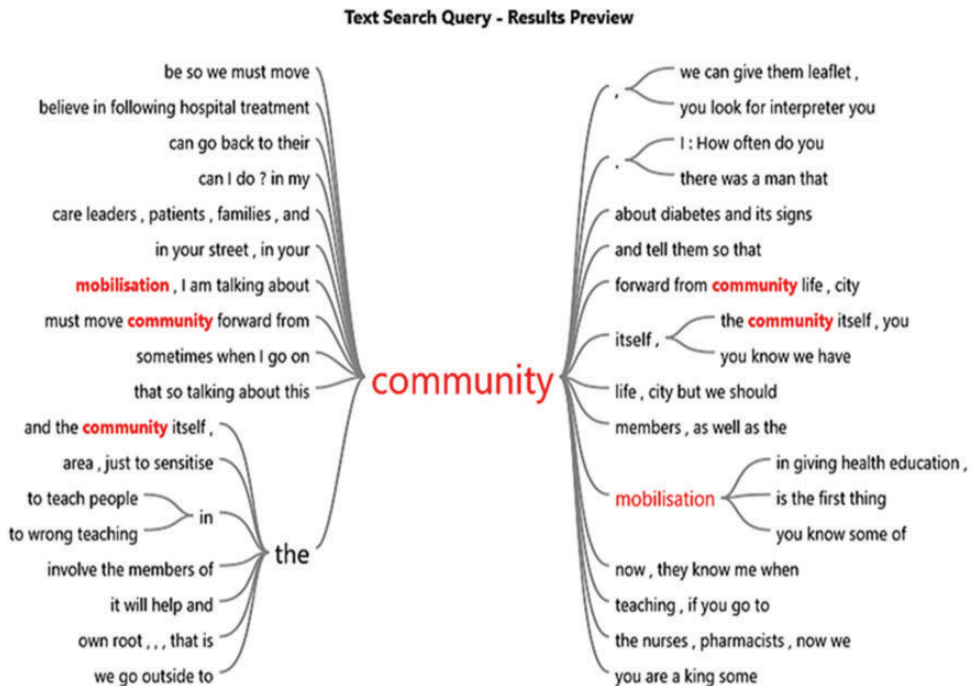 Text Search Query - Results Preview
be so we must move
believe in following hospital treatment
can go back to their
can I do ? in my
care leaders , patients , families , and
in your street , in your
mobilisation , I am talking about
must move community forward from
sometimes when I go on
that so talking about this
and the community itself ,
area , just to sensitise
to teach people
to wrong teaching
in
involve the members of
it will help and
own root , , , that is
we go outside to
the
community
,
we can give them leaflet ,
you look for interpreter you
.
I : How often do you
there was a man that
about diabetes and its signs
and tell them so that
forward from community life , city
itself ,
the community itself , you
you know we have
life , city but we should
members , as well as the
mobilisation
in giving health education ,
is the first thing
you know some of
now , they know me when
teaching , if you go to
the nurses , pharmacists , now we
you are a king some